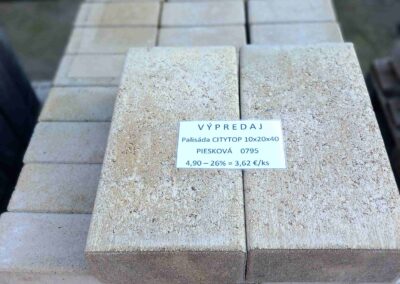 VÝPREDAJ
Palisáda CITYTOP 10x20x40
PIESKOVÁ 0795
4,90 – 26% = 3,62 €/ks